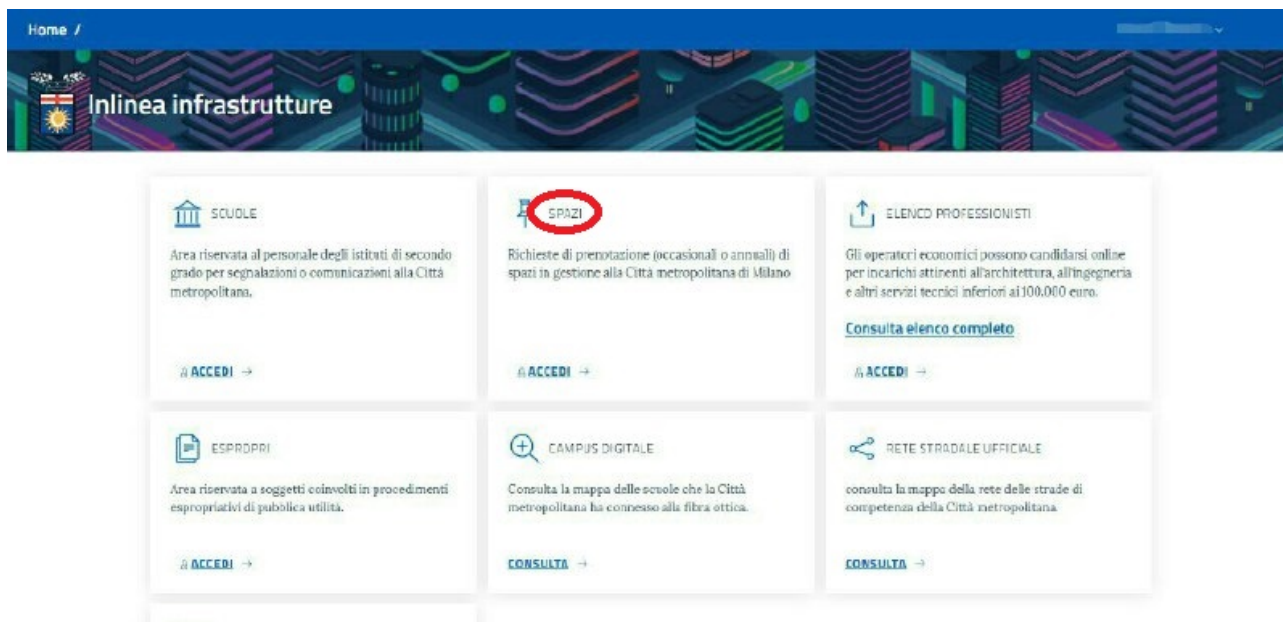 Home /
Inlinea infrastrutture
SCUOLE
Area riservata al personale degli istituti di secondo
grado per segnalazioni o comunicazioni alla Città
metropolitana.
ACCEDI →
SPAZI
Richieste di prenotazione (occasionali o annuali) di
spazi in gestione alla Città metropolitana di Milano
ACCEDI →
ELENCO PROFESSIONISTI
Gli operatori economici possono candidarsi online
per incarichi attinenti all'architettura, all'ingegneria
e altri servizi tecnici inferiori ai 100.000 euro.
Consulta elenco completo
ACCEDI →
ESPROPRI
Area riservata a soggetti coinvolti in procedimenti
espropriativi di pubblica utilità.
ACCEDI →
CAMPUS DIGITALE
Consulta la mappa delle scuole che la Città
metropolitana ha connesso alla fibra ottica.
CONSULTA →
RETE STRADALE UFFICIALE
consulta la mappa della rete delle strade di
competenza della Città metropolitana
CONSULTA →